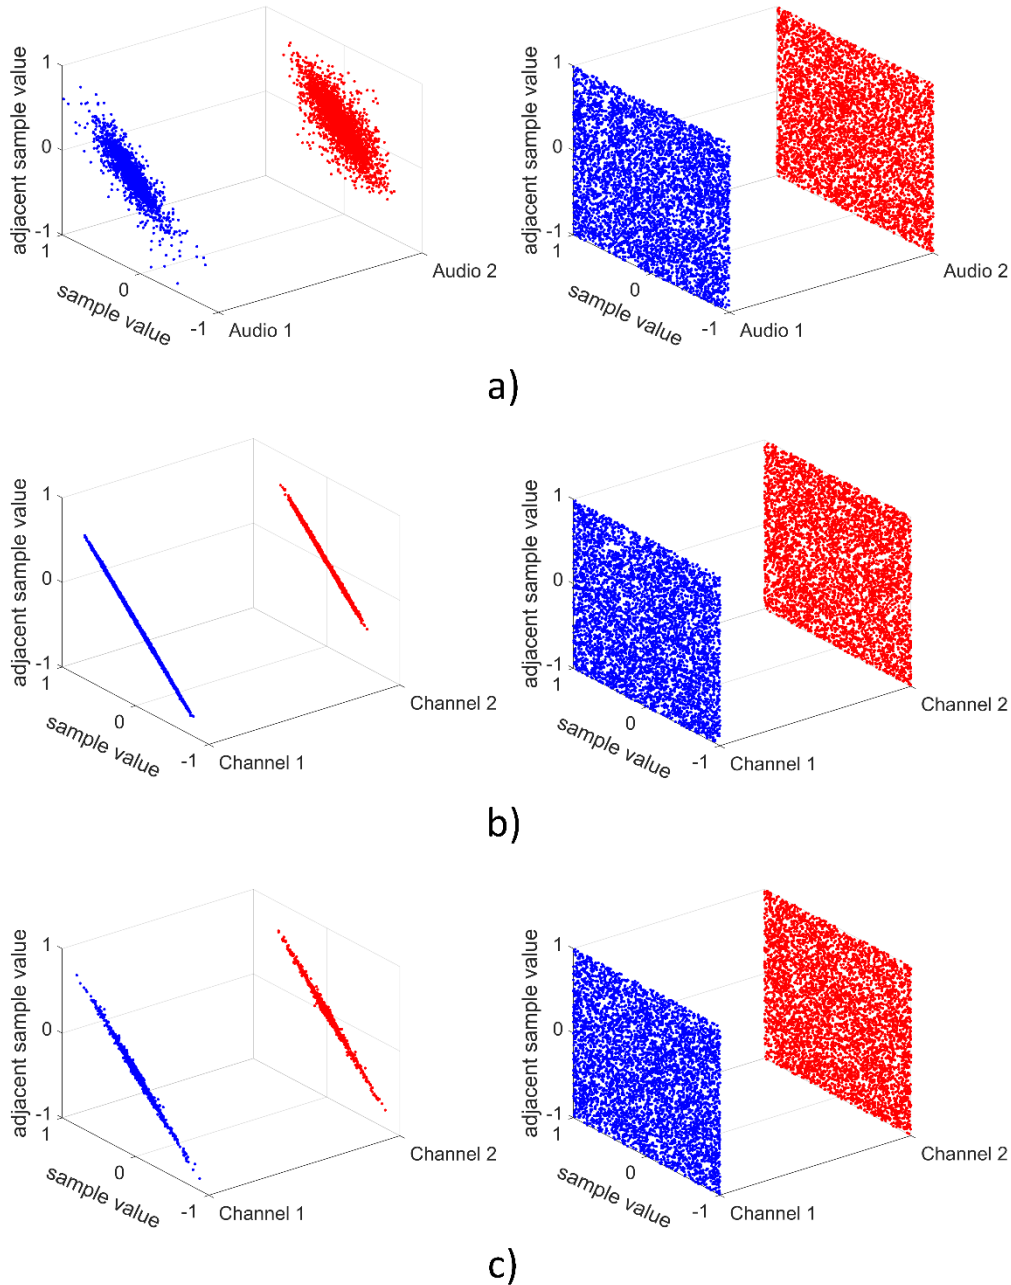 adjacent sample value
1
0
-1
1
0
-1
sample value
Audio 1
Audio 2
adjacent sample value
1
0
-1
1
0
-1
sample value
Audio 1
Audio 2
a)
adjacent sample value
1
0
-1
1
0
-1
sample value
Channel 1
Channel 2
adjacent sample value
1
0
-1
1
0
-1
sample value
Channel 1
Channel 2
b)
adjacent sample value
1
0
-1
1
0
-1
sample value
Channel 1
Channel 2
adjacent sample value
1
0
-1
1
0
-1
sample value
Channel 1
Channel 2
c)